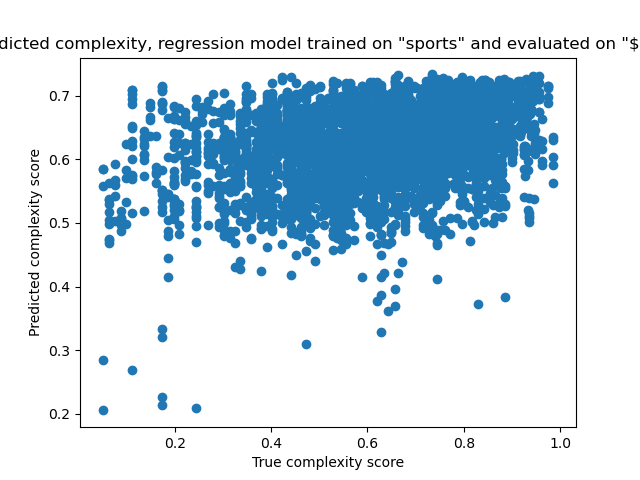 dicted complexity, regression model trained on "sports" and evaluated on "$
Predicted complexity score
0.7
0.6
0.5
0.4
0.3
0.2
0.2 0.4 0.6 0.8 1.0
True complexity score